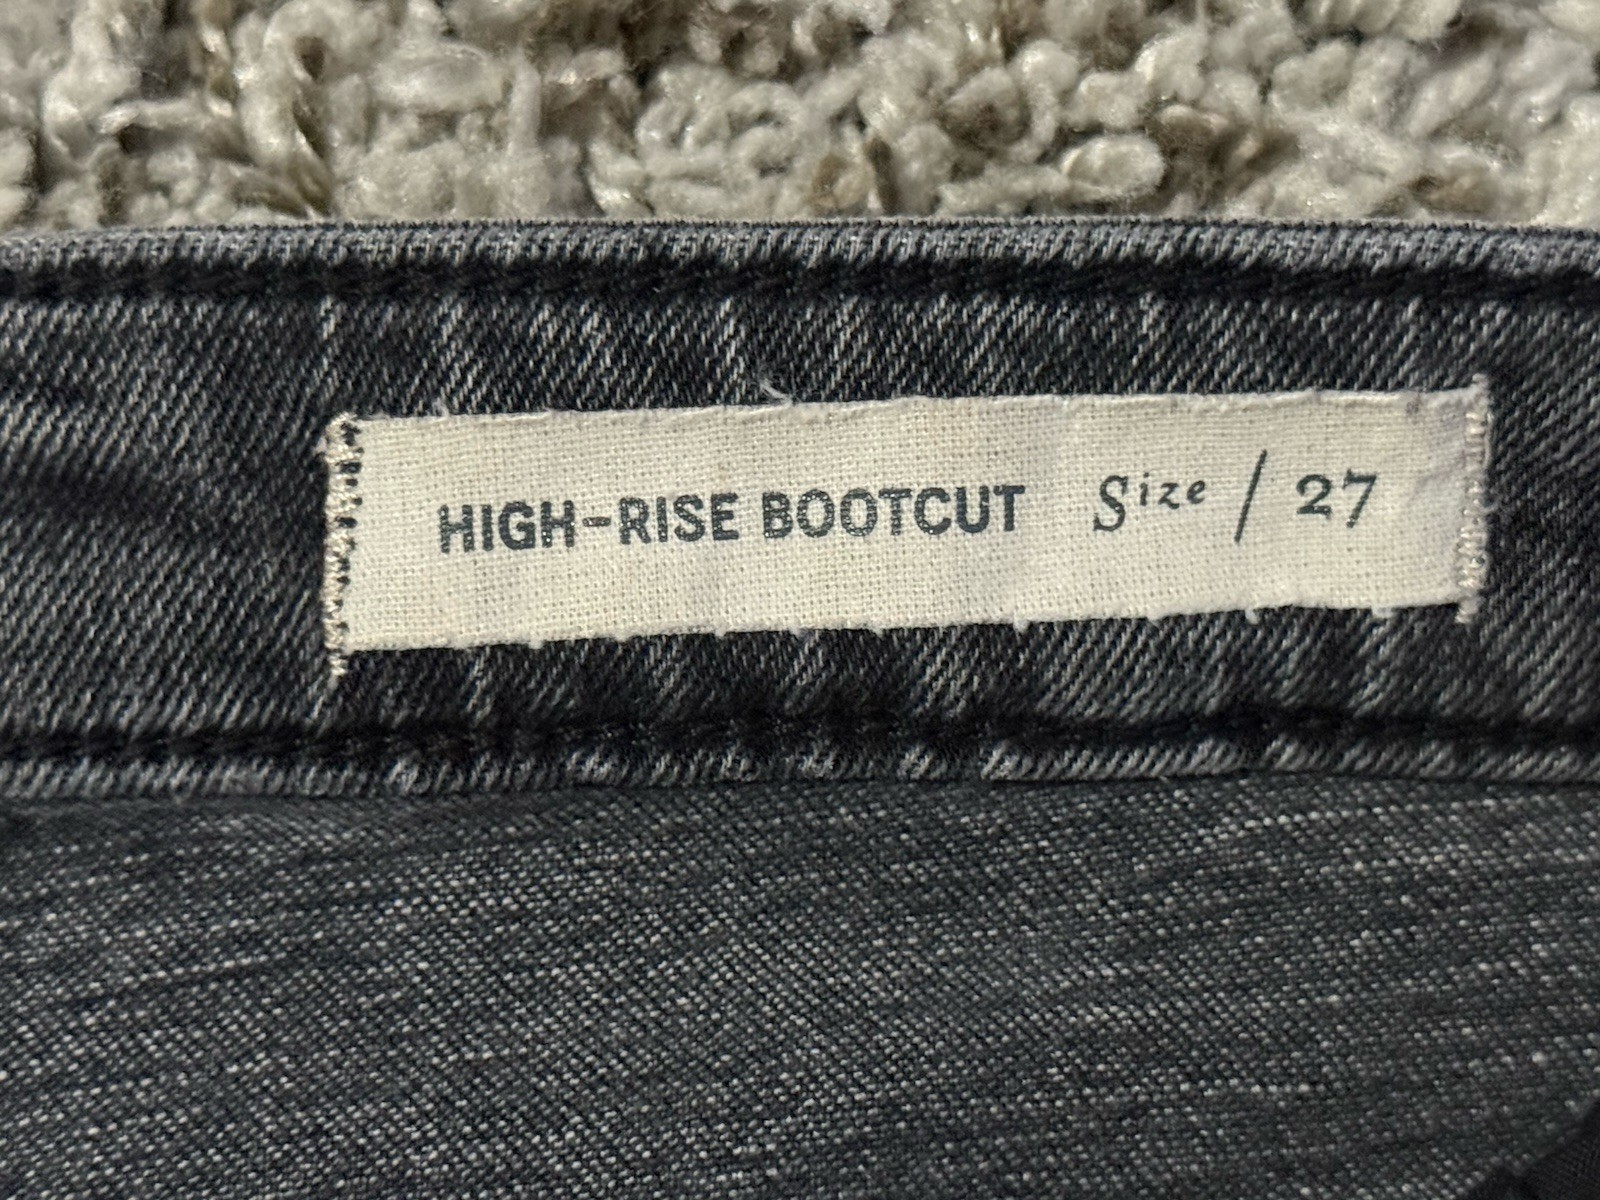 HIGH-RISE BOOTCUT Size / 27